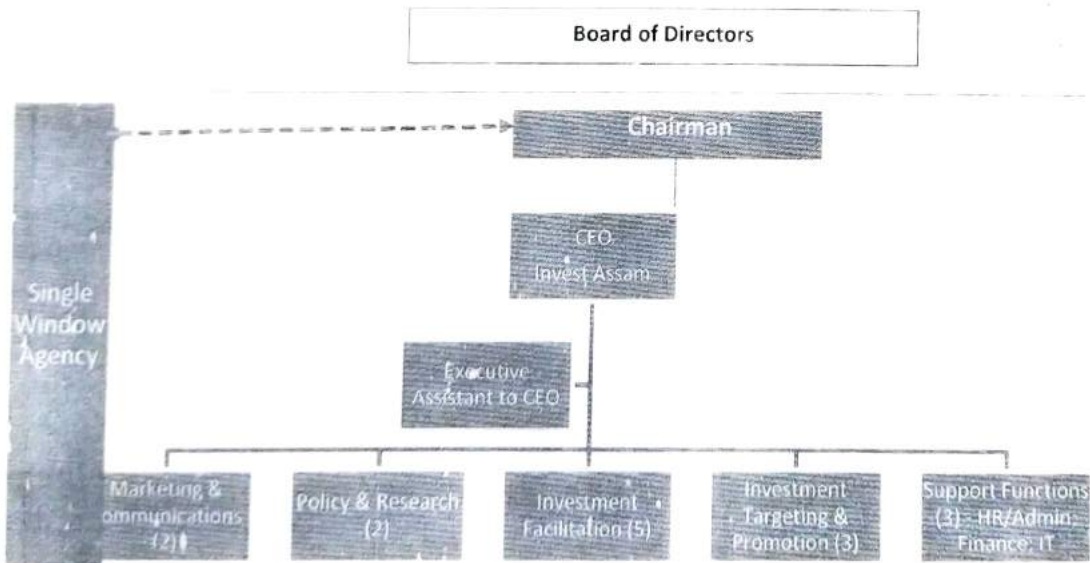 Board of Directors
Chairman
CEO
Invest Assam
Single
Window
Agency
Executive
Assistant to CEO
Marketing &
ommunications
(2)
Policy & Research
(2)
Investment
Facilitation (5)
Investment
Targeting &
Promotion (3)
Support Functions
(3) - HR/Admin,
Finance, IT